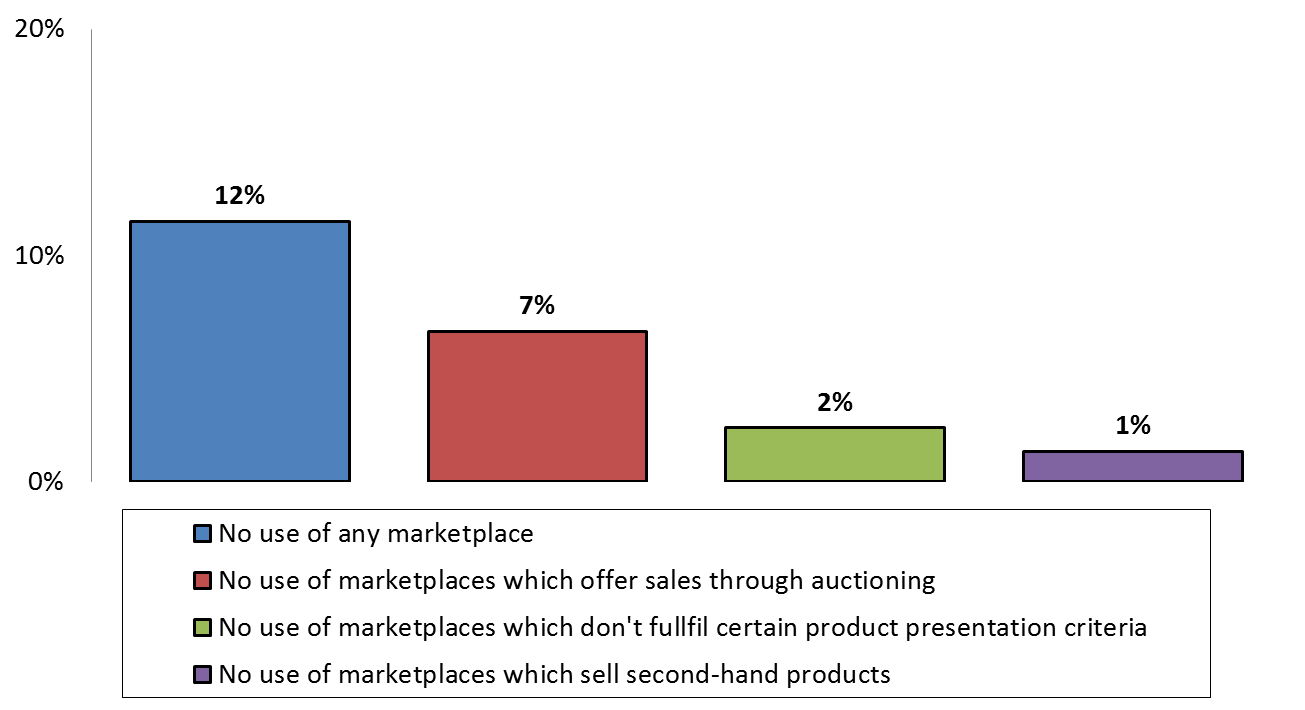 20%
12%
10%
7%
2%
1%
0%
No use of any marketplace
No use of marketplaces which offer sales through auctioning
No use of marketplaces which don't fullfil certain product presentation criteria
No use of marketplaces which sell second-hand products